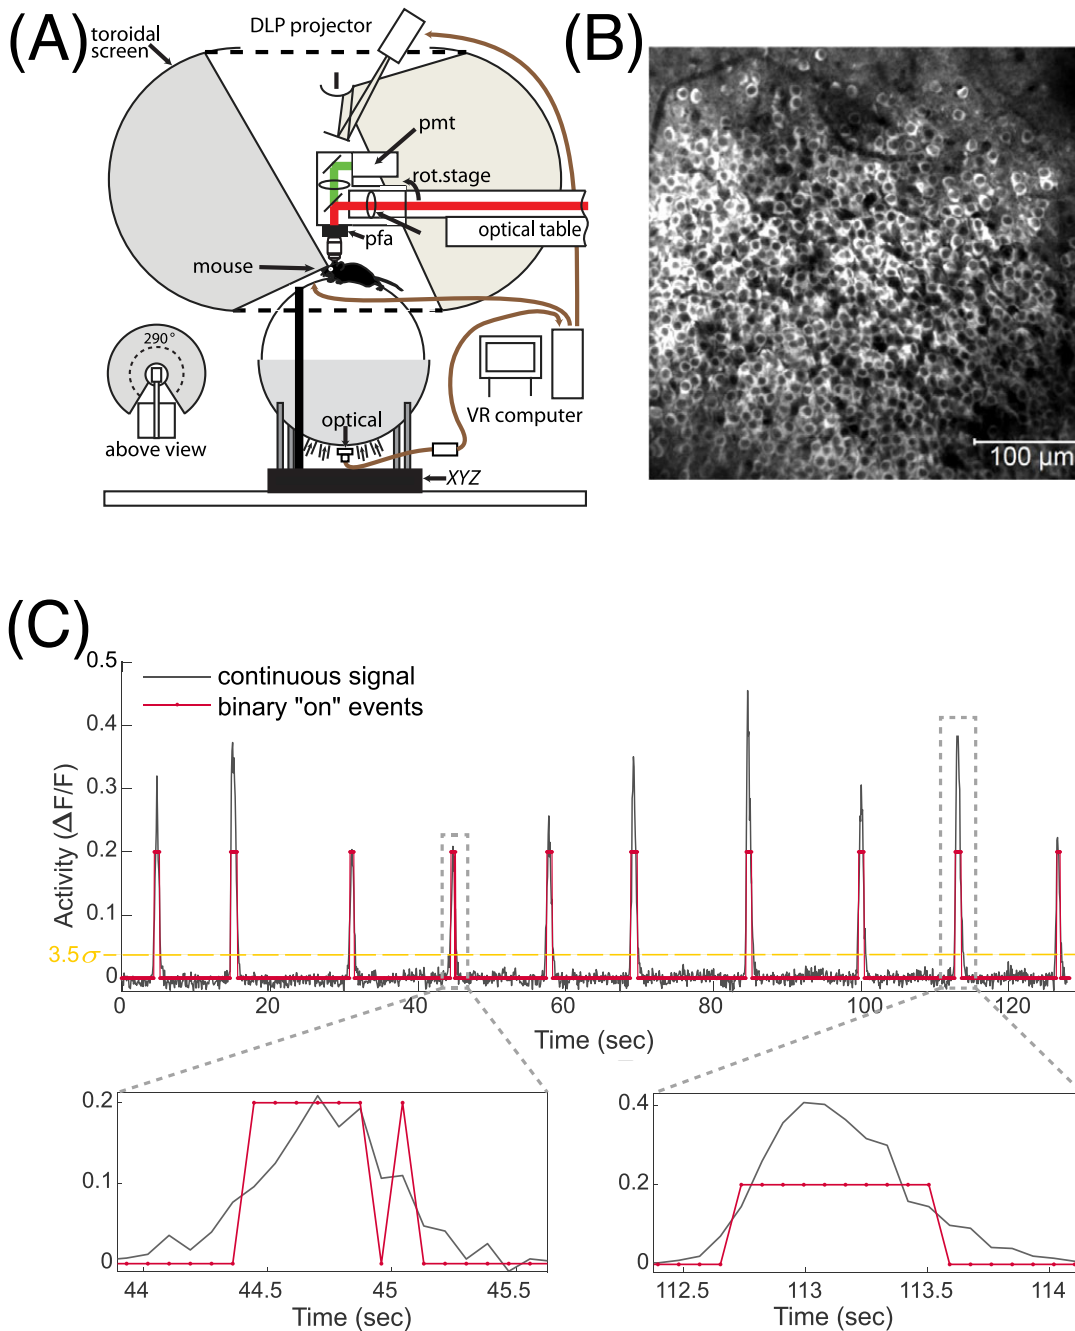 (A)
toroidal
screen
DLP projector
pmt
rot.stage
optical table
pfa
mouse
290°
above view
optical
VR computer
XYZ
(B)
100 µm
(C)
continuous signal
binary "on" events
Activity (ΔF/F)
0.5
0.4
0.3
0.2
0.1
3.5σ
0
0 20 40 60 80 100 120
Time (sec)
0.2
0.1
0
44 44.5 45 45.5
Time (sec)
0.4
0.2
0
112.5 113 113.5 114
Time (sec)